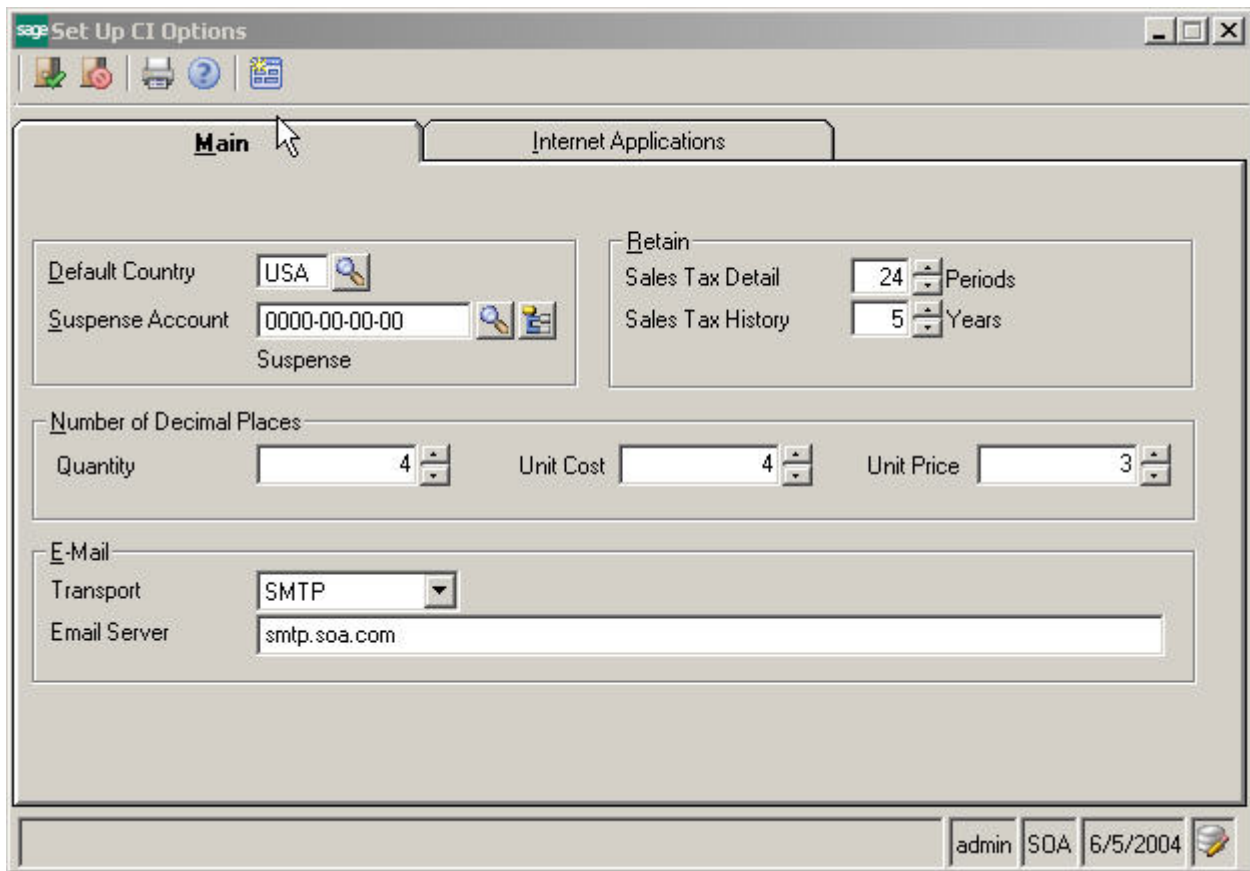 sage Set Up CI Options
Main
Internet Applications
Default Country USA
Suspense Account 0000-00-00-00
Suspense
Retain
Sales Tax Detail 24 Periods
Sales Tax History 5 Years
Number of Decimal Places
Quantity 4 Unit Cost 4 Unit Price 3
E-Mail
Transport SMTP
Email Server smtp.soa.com
admin SOA 6/5/2004